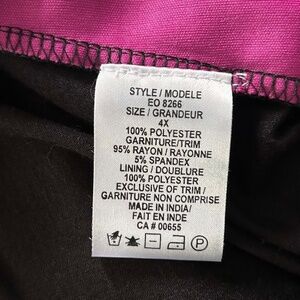 STYLE / MODELE
EO 8266
SIZE / GRANDEUR
4X
100% POLYESTER
GARNITURE/TRIM
95% RAYON / RAYONNE
5% SPANDEX
LINING / DOUBLURE
100% POLYESTER
EXCLUSIVE OF TRIM /
GARNITURE NON COMPRISE
MADE IN INDIA/
FAIT EN INDE
CA # 00655
P